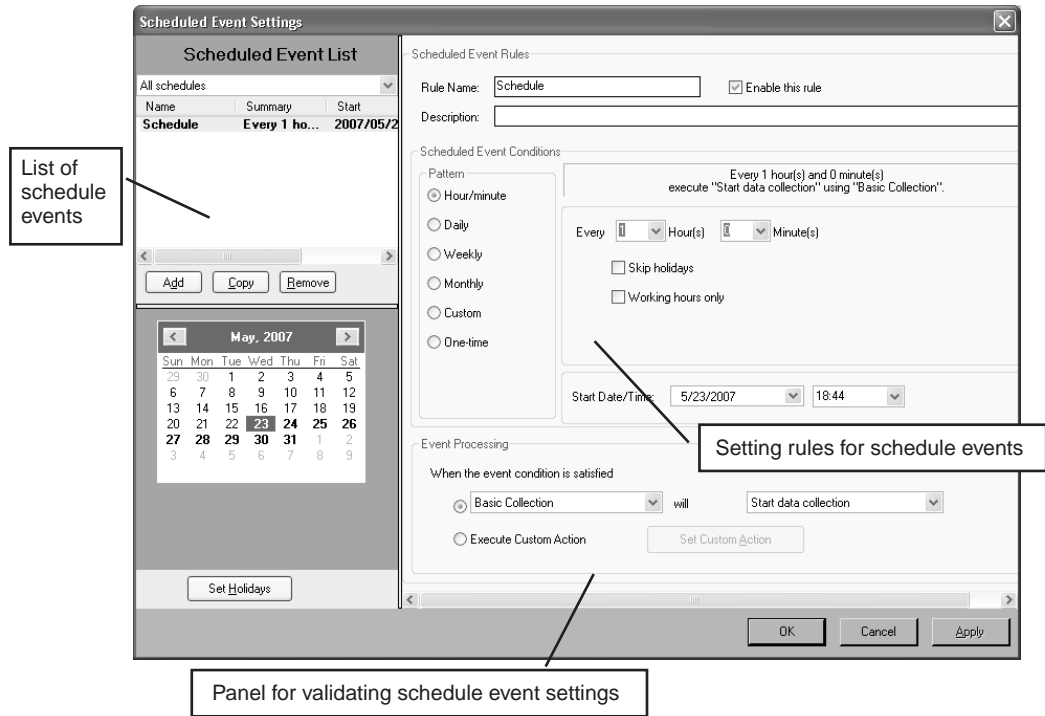 Scheduled Event Settings
Scheduled Event List
All schedules
Name Summary Start
Schedule Every 1 ho... 2007/05/2
Add Copy Remove
May, 2007
Sun Mon Tue Wed Thu Fri Sat
29 30 1 2 3 4 5
6 7 8 9 10 11 12
13 14 15 16 17 18 19
20 21 22 23 24 25 26
27 28 29 30 31 1 2
3 4 5 6 7 8 9
Set Holidays
Scheduled Event Rules
Rule Name: Schedule Enable this rule
Description:
Scheduled Event Conditions
Pattern
Hour/minute
Daily
Weekly
Monthly
Custom
One-time
Every 1 hour(s) and 0 minute(s)
execute "Start data collection" using "Basic Collection".
Every 1 Hour(s) 0 Minute(s)
Skip holidays
Working hours only
Start Date/Time: 5/23/2007 18:44
Event Processing
When the event condition is satisfied
Basic Collection will Start data collection
Execute Custom Action Set Custom Action
OK Cancel Apply
List of
schedule
events
Setting rules for schedule events
Panel for validating schedule event settings